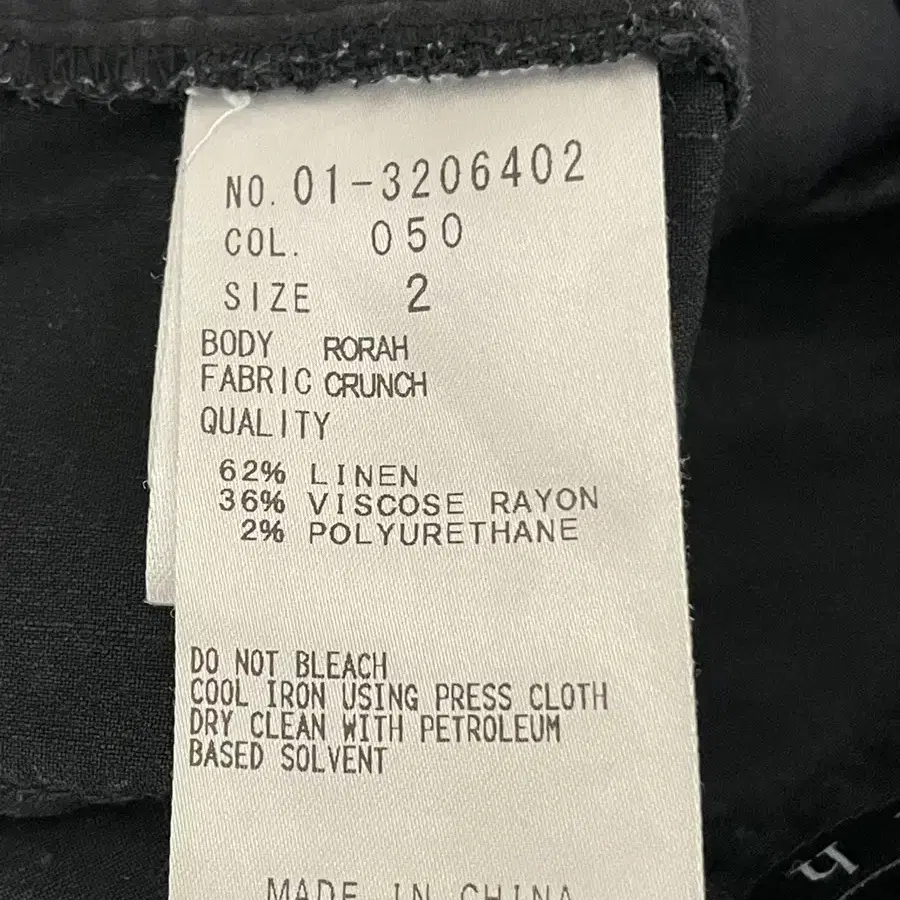 NO. 01-3206402
COL. 050
SIZE 2
BODY RORAH
FABRIC CRUNCH
QUALITY
62% LINEN
36% VISCOSE RAYON
2% POLYURETHANE
DO NOT BLEACH
COOL IRON USING PRESS CLOTH
DRY CLEAN WITH PETROLEUM
BASED SOLVENT
MADE IN CHINA